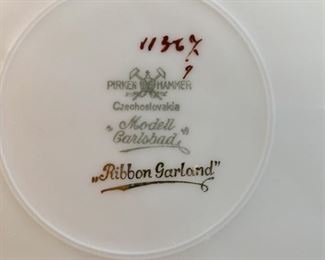 11367
9
PIRKEN HAMMER
Czechoslovakia
"Modell
Carlsbad"
„Ribbon Garland"